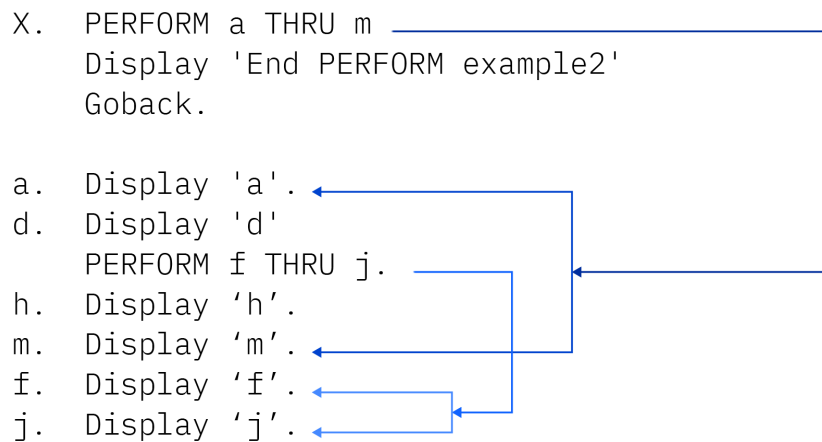 X. PERFORM a THRU m
Display 'End PERFORM example2'
Goback.
a. Display 'a'.
d. Display 'd'
PERFORM f THRU j.
h. Display ‘h’.
m. Display ‘m’.
f. Display ‘f’.
j. Display ‘j’.